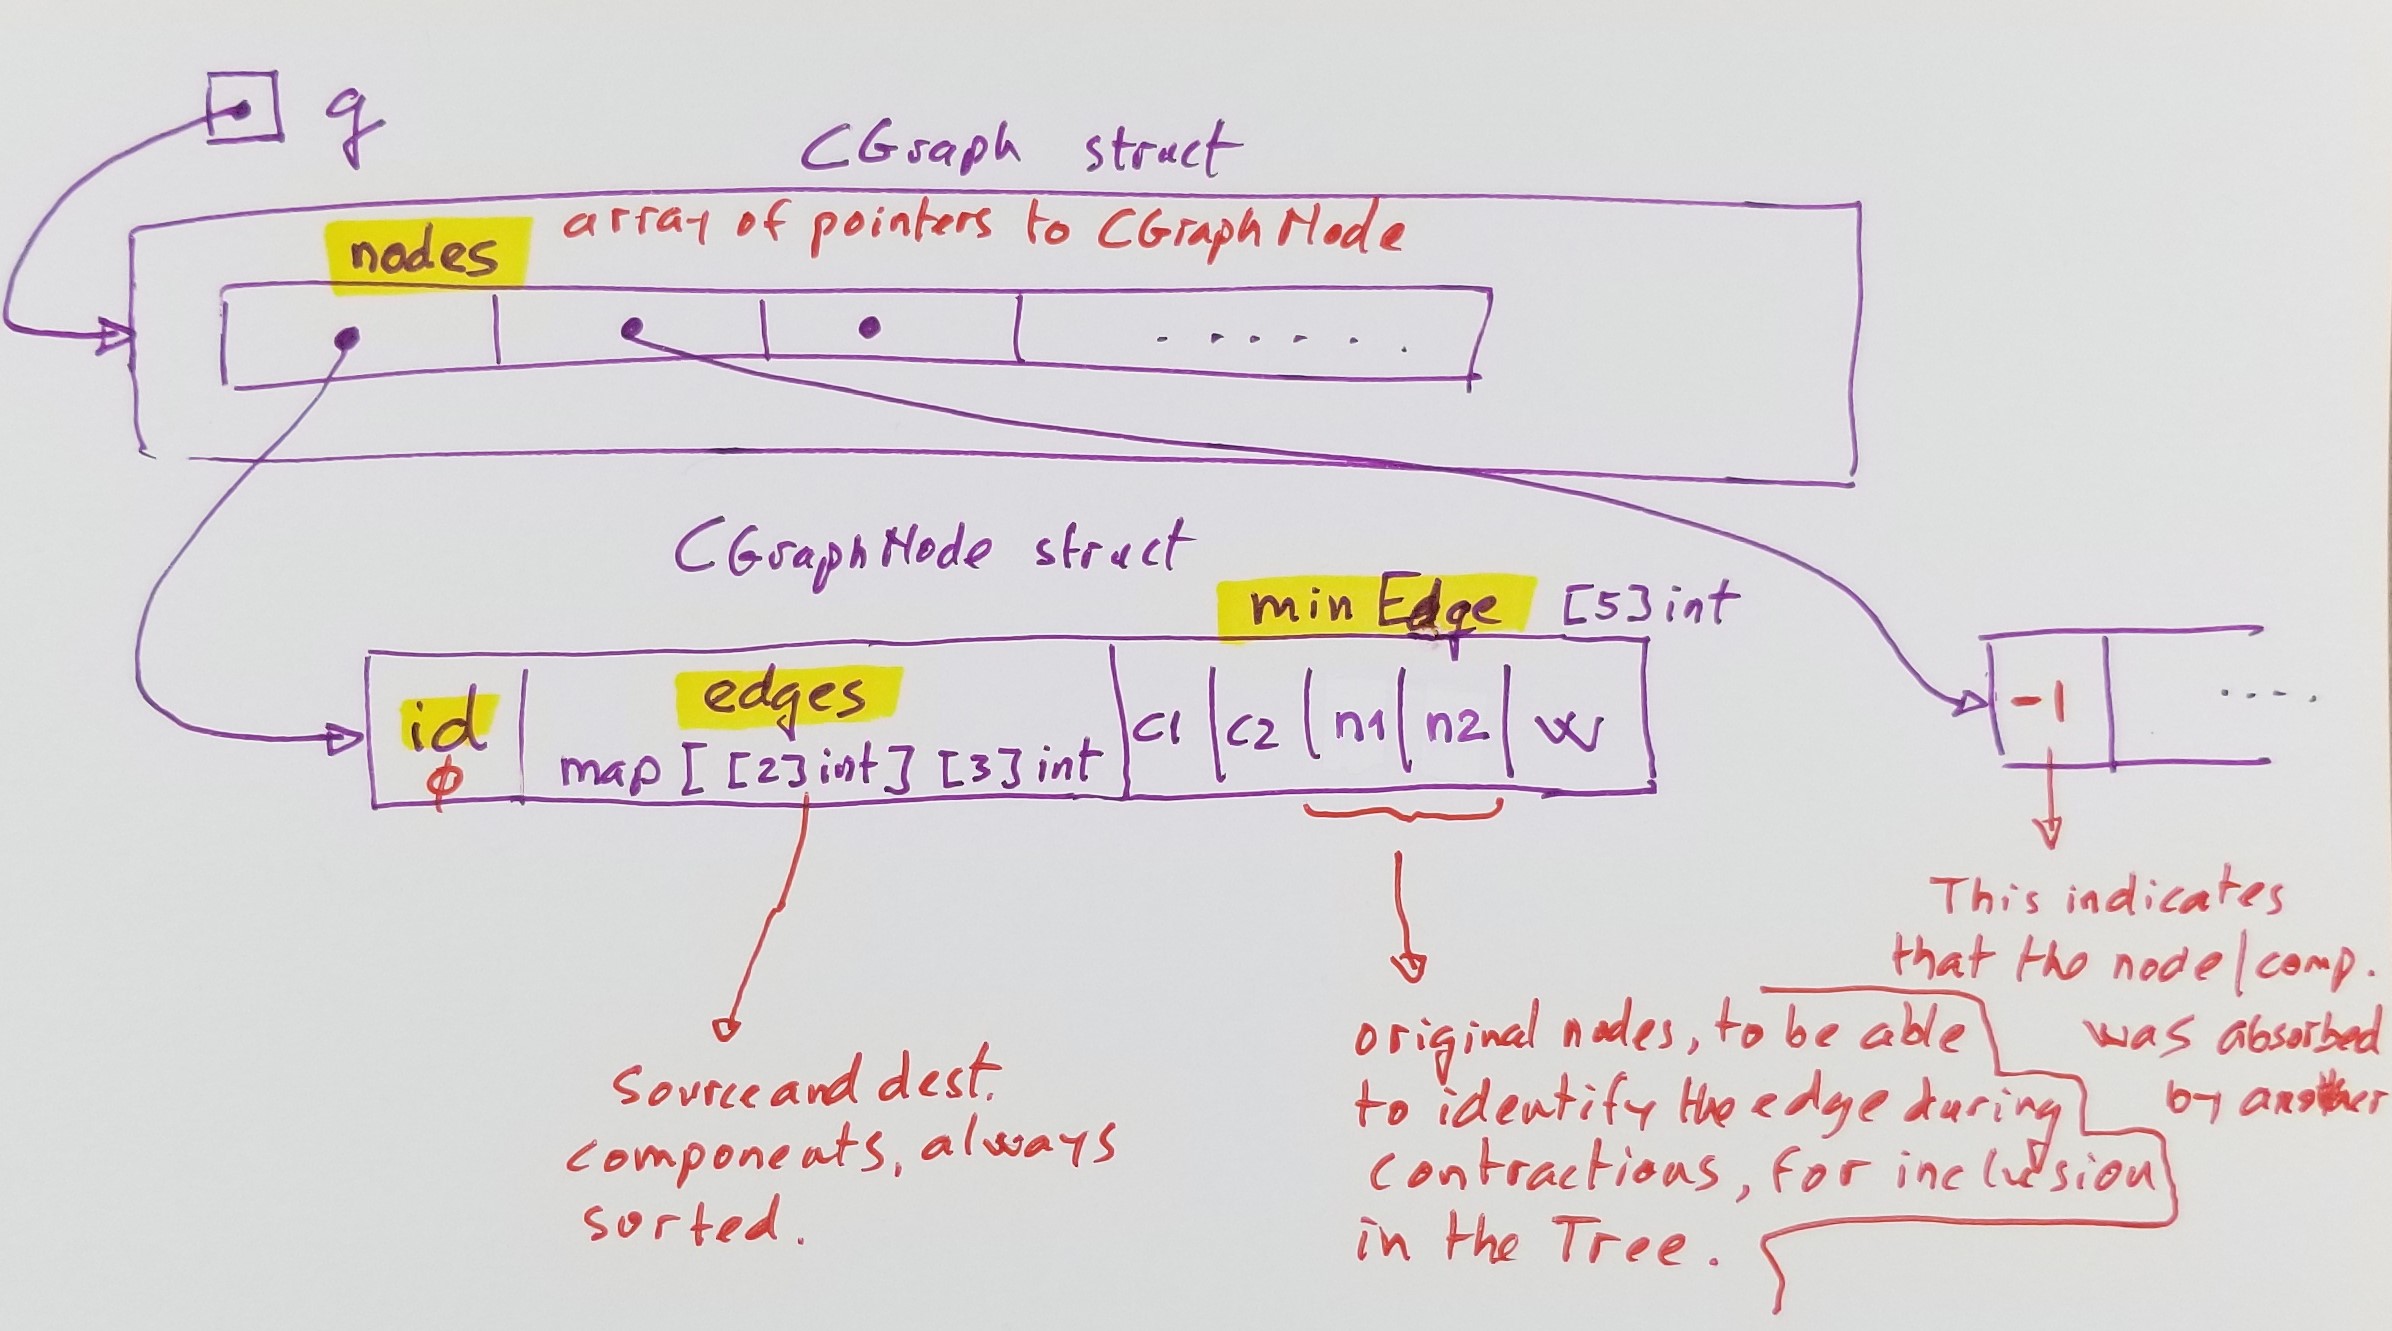 g
CGraph struct
nodes
array of pointers to CGraphNode
. . . . . .
CGraphNode struct
minEdge [5]int
id
φ
edges
map [ [2]int] [3]int
c1 c2 n1 n2 w
-1
. . . .
Source and dest.
components, always
sorted.
original nodes, to be able
to identify the edge during
contractions, for inclusion
in the Tree.
This indicates
that the node/comp.
was absorbed
by another